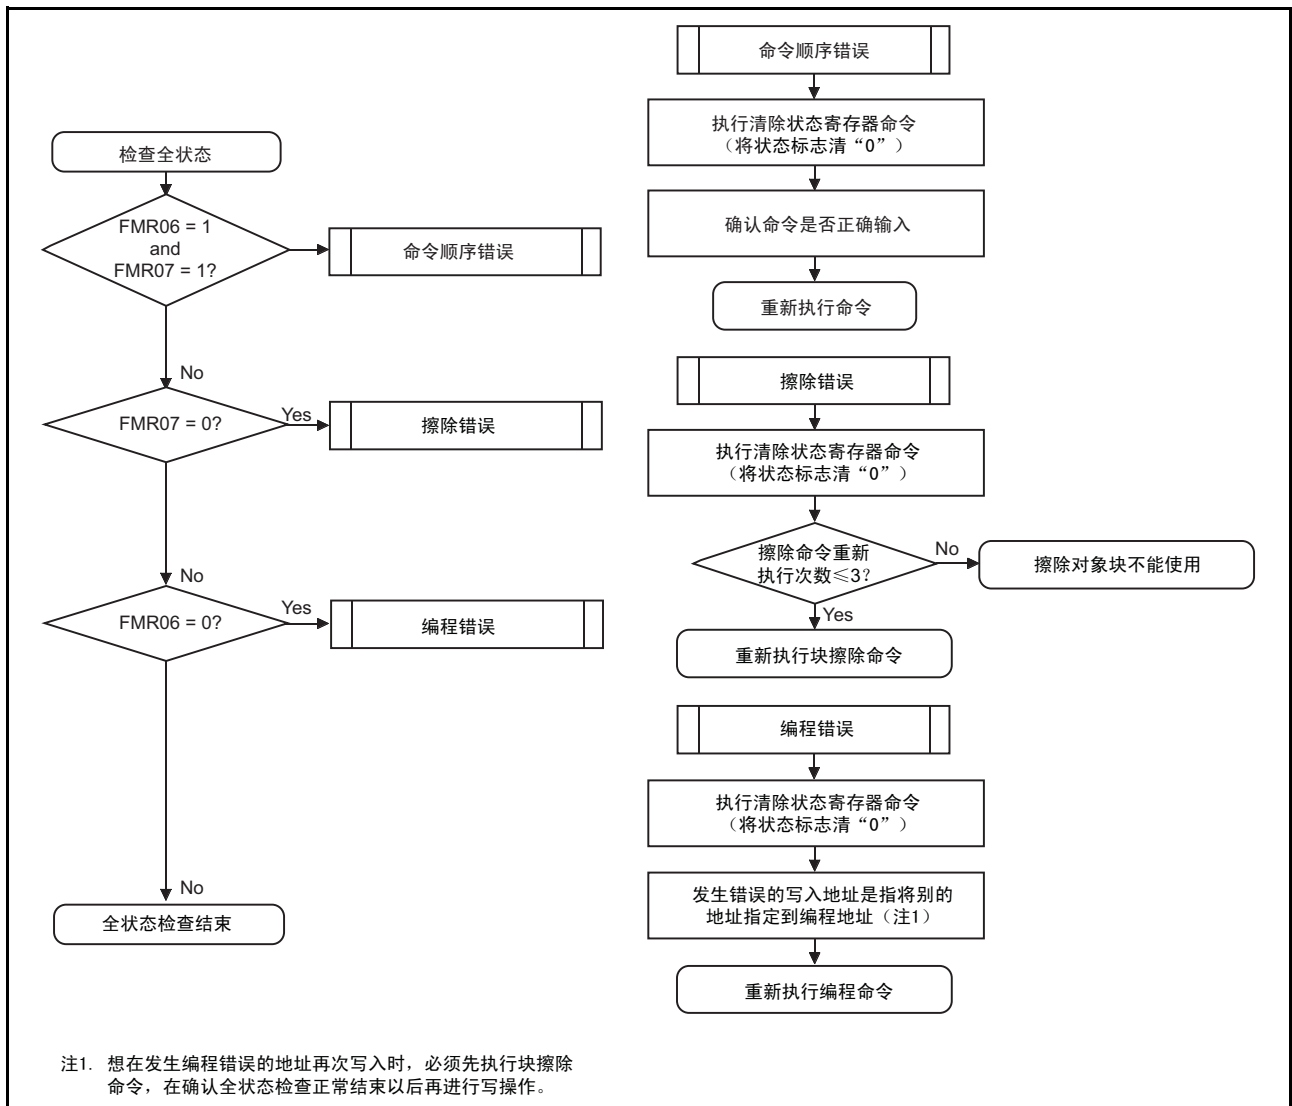 检查全状态
FMR06 = 1
and
FMR07 = 1?
命令顺序错误
No
FMR07 = 0?
Yes
擦除错误
No
FMR06 = 0?
Yes
编程错误
No
全状态检查结束
命令顺序错误
执行清除状态寄存器命令
（将状态标志清“0”）
确认命令是否正确输入
重新执行命令
擦除错误
执行清除状态寄存器命令
（将状态标志清“0”）
擦除命令重新
执行次数≤3?
No
擦除对象块不能使用
Yes
重新执行块擦除命令
编程错误
执行清除状态寄存器命令
（将状态标志清“0”）
发生错误的写入地址是指将别的
地址指定到编程地址（注1）
重新执行编程命令
注1. 想在发生编程错误的地址再次写入时，必须先执行块擦除
命令，在确认全状态检查正常结束以后再进行写操作。